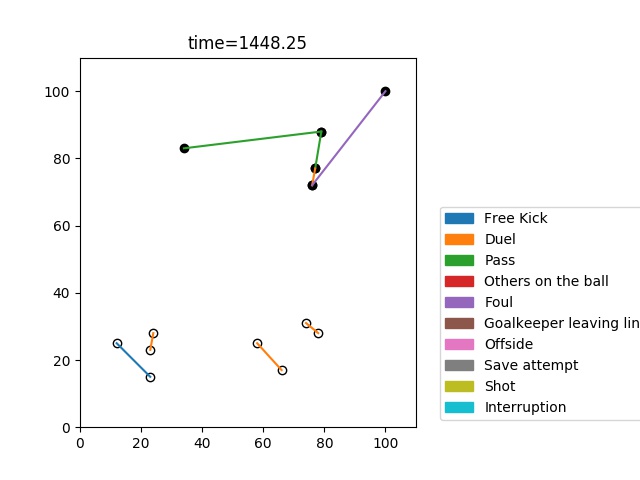 time=1448.25
100
80
60
40
20
0
0 20 40 60 80 100
Free Kick
Duel
Pass
Others on the ball
Foul
Goalkeeper leaving lin
Offside
Save attempt
Shot
Interruption